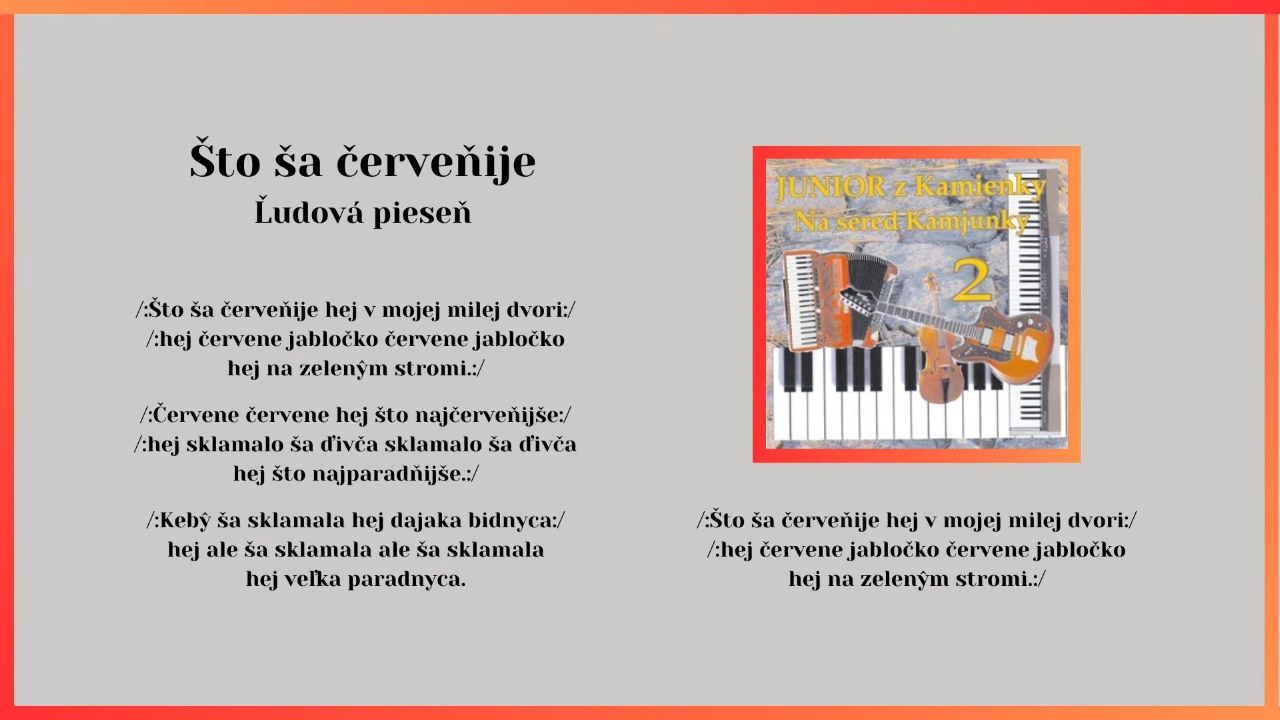 Što ša červeňije
Ľudová pieseň
/:Što ša červeňije hej v mojej milej dvori:/
/:hej červene jabločko červene jabločko
hej na zelenŷm stromi.:/
/:Červene červene hej što najčerveňijše:/
/:hej sklamalo ša ďivča sklamalo ša ďivča
hej što najparadňijše.:/
/:Kebŷ ša sklamala hej dajaka bidnyca:/
hej ale ša sklamala ale ša sklamala
hej veľka paradnyca.
JUNIOR z Kamienky
Na sered Kamjunky
2
/:Što ša červeňije hej v mojej milej dvori:/
/:hej červene jabločko červene jabločko
hej na zelenŷm stromi.:/